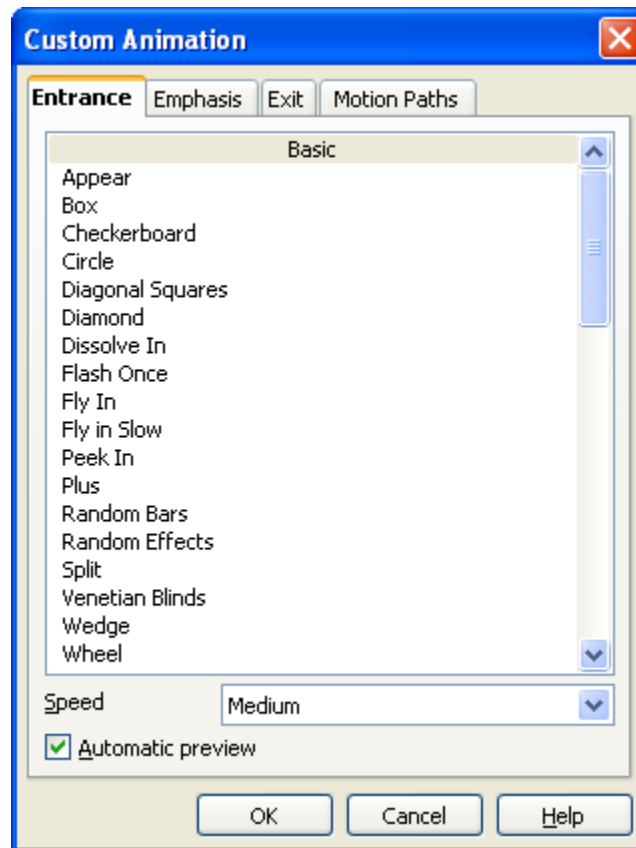 Custom Animation
Entrance Emphasis Exit Motion Paths
Basic
Appear
Box
Checkerboard
Circle
Diagonal Squares
Diamond
Dissolve In
Flash Once
Fly In
Fly in Slow
Peek In
Plus
Random Bars
Random Effects
Split
Venetian Blinds
Wedge
Wheel
Speed Medium
Automatic preview
OK Cancel Help